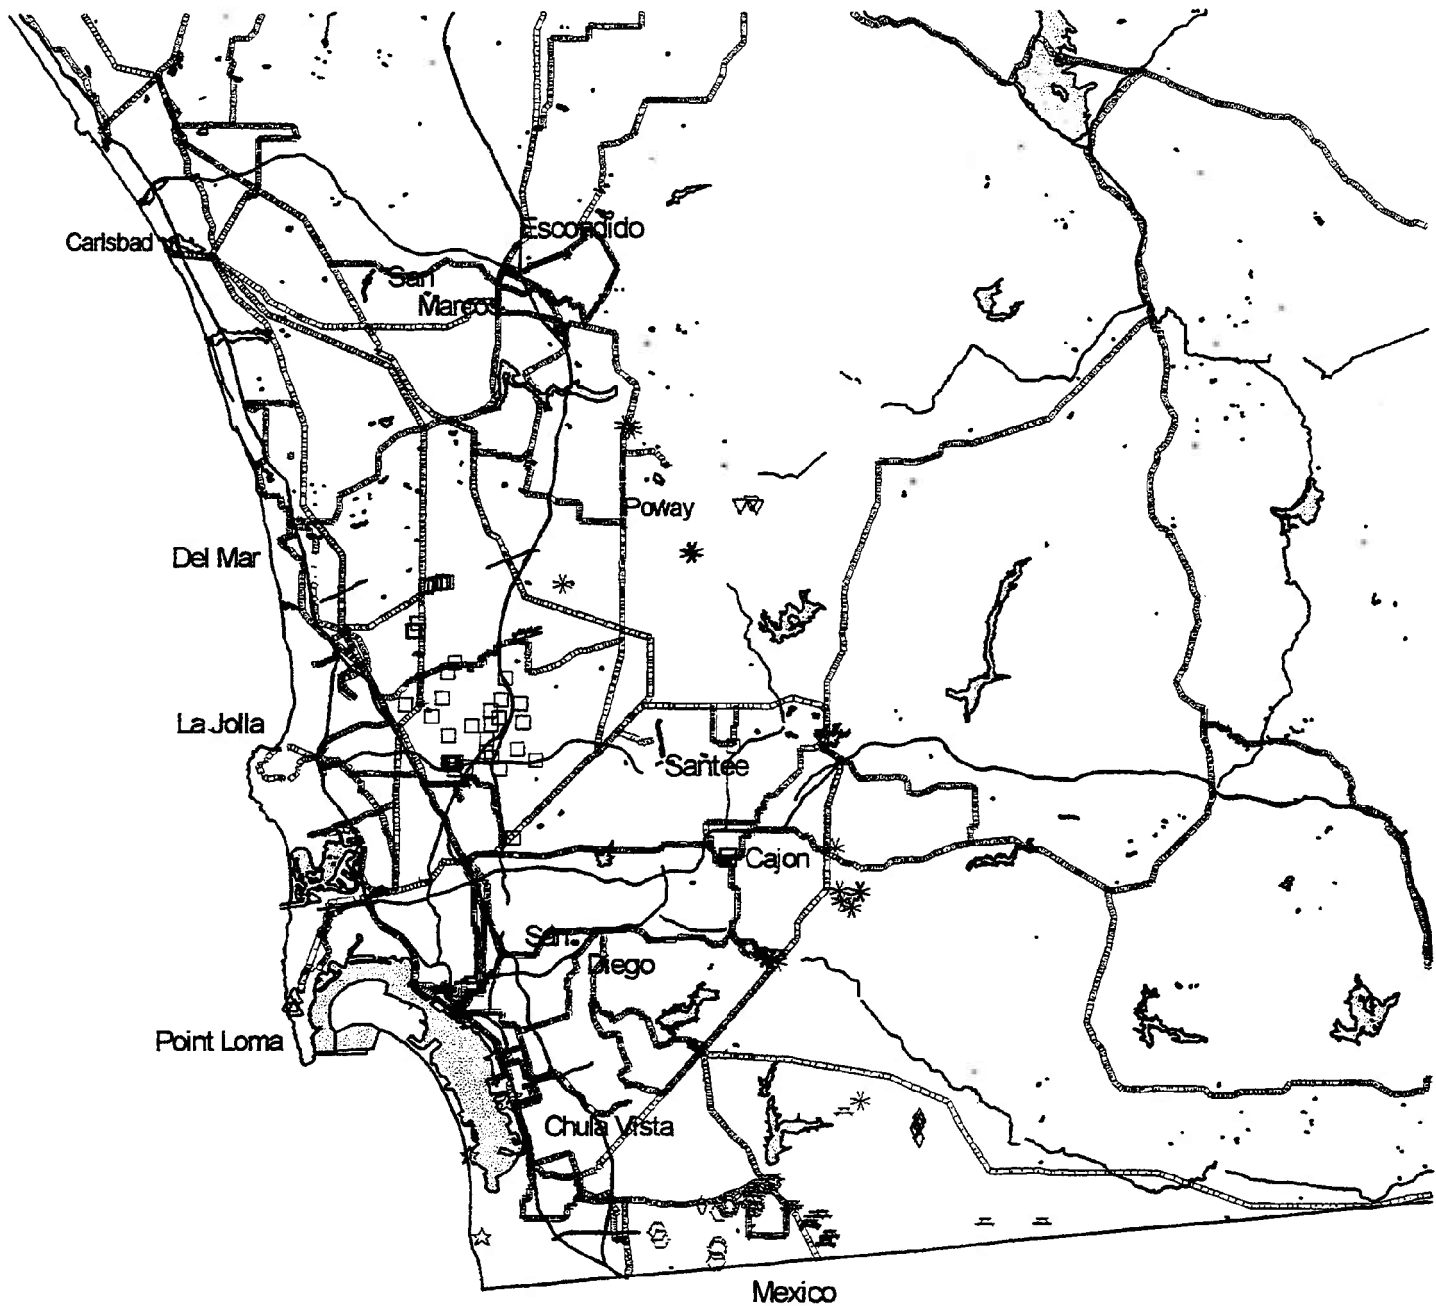 Escondido
Carlsbad
San
Marcos
Poway
Del Mar
La Jolla
Santee
Cajon
San
Diego
Point Loma
Chula Vista
Mexico